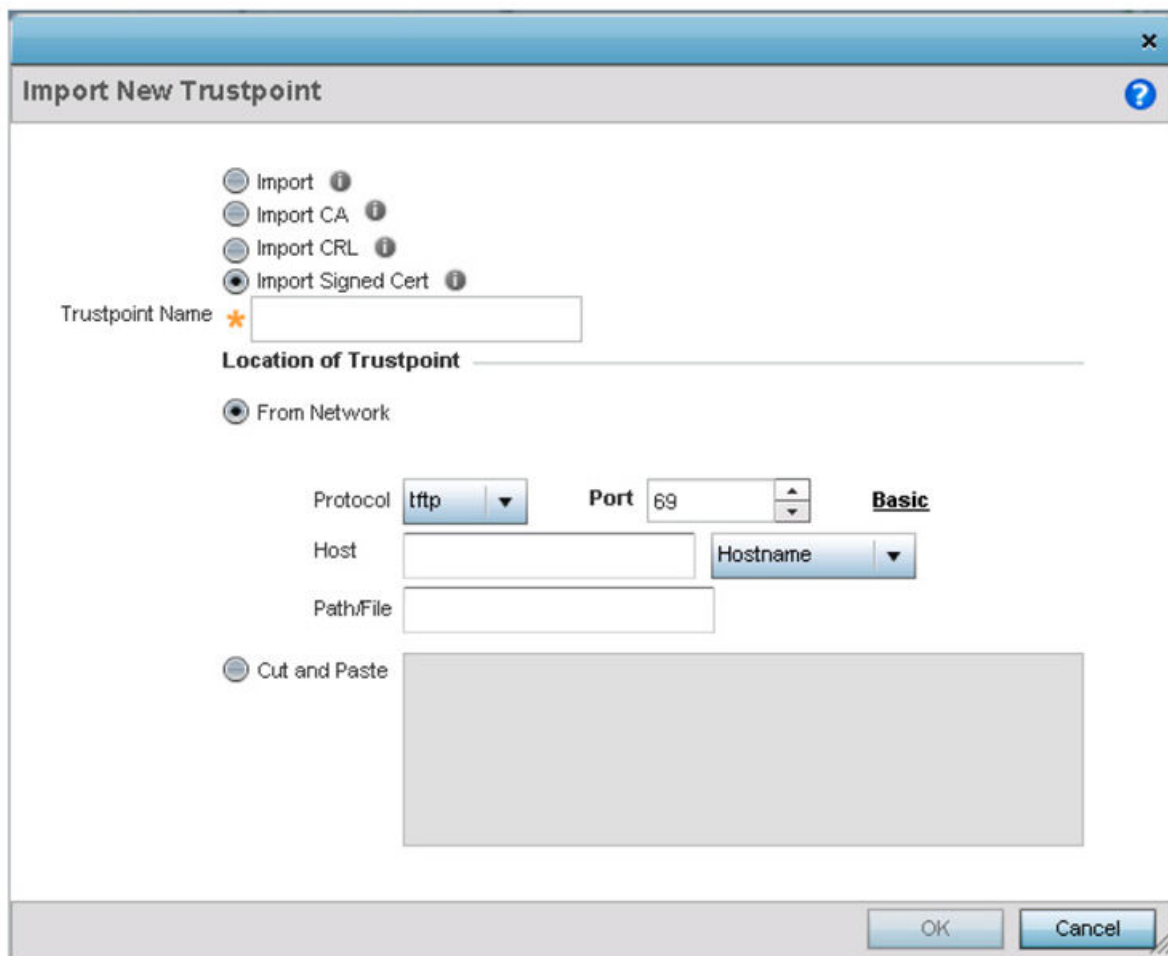 Import New Trustpoint
Import
Import CA
Import CRL
Import Signed Cert
Trustpoint Name *
Location of Trustpoint
From Network
Protocol tftp Port 69 Basic
Host Hostname
Path/File
Cut and Paste
OK Cancel